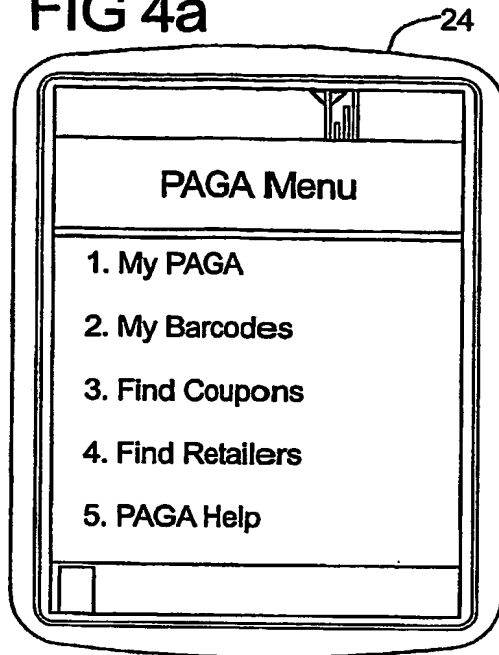 FIG 4a
24
PAGA Menu
1. My PAGA
2. My Barcodes
3. Find Coupons
4. Find Retailers
5. PAGA Help